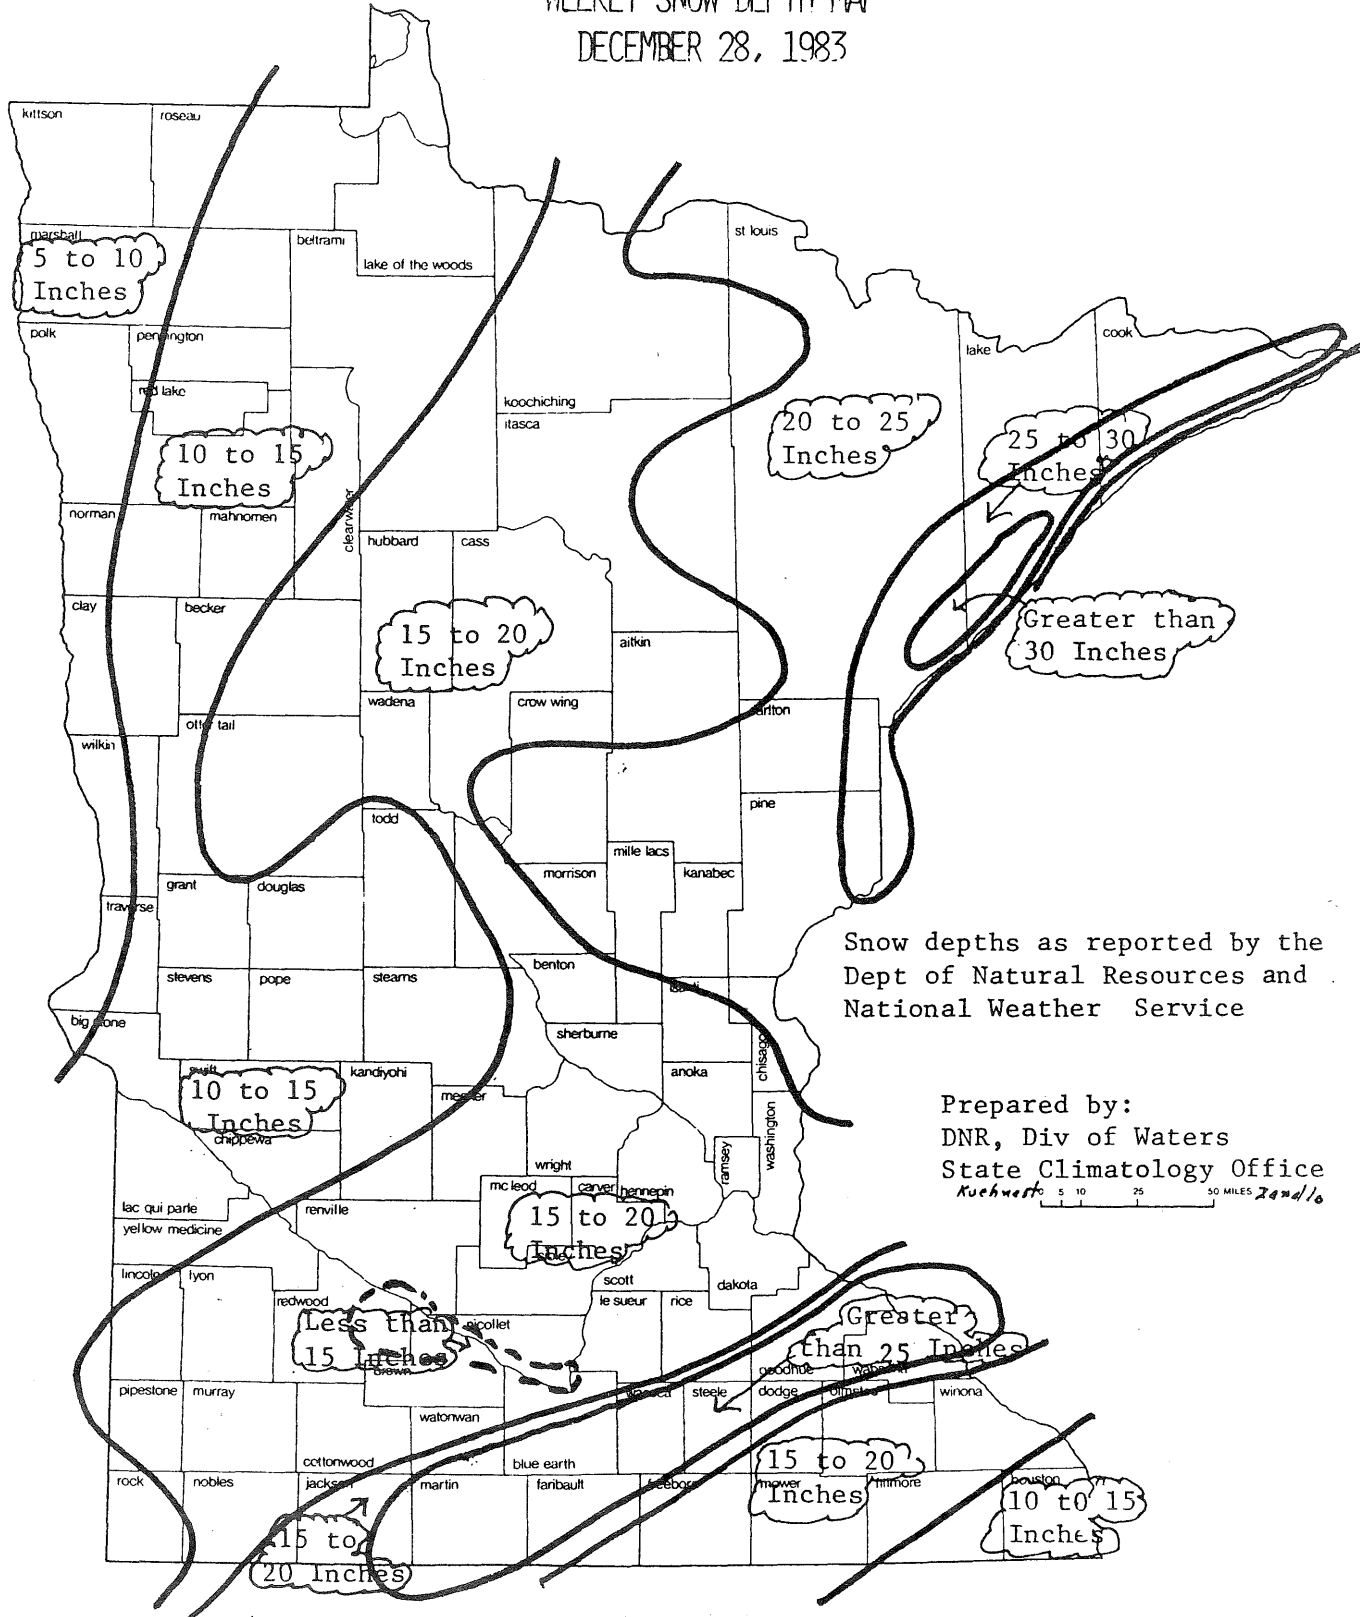 WEEKLY SNOW DEPTH MAP
DECEMBER 28, 1983
kittson
roseau
marshall
5 to 10
Inches
beltrami
lake of the woods
st louis
polk
pennington
red lake
koochiching
itasca
lake
cook
10 to 15
Inches
20 to 25
Inches
25 to 30
Inches
norman
mahnomen
clearwater
hubbard
cass
clay
becker
15 to 20
Inches
aitkin
Greater than
30 Inches
wadena
crow wing
carlton
otter tail
wilkin
todd
pine
mille lacs
morrison
kanabec
grant
douglas
traverse
Snow depths as reported by the
Dept of Natural Resources and
National Weather Service
stevens
pope
stearns
benton
big stone
sherburne
chisago
swift
10 to 15
Inches
kandiyohi
meeker
anoka
washington
ramsey
chippewa
wright
Prepared by:
DNR, Div of Waters
State Climatology Office
0 5 10 25 50 MILES
mc leod
carver
hennepin
15 to 20
Inches
lac qui parle
yellow medicine
renville
lincoln
lyon
redwood
scott
dakota
le sueur
rice
Less than
15 Inches
nicollet
brown
Greater
than 25 Inches
goodhue
wabasha
pipestone
murray
cottonwood
watonwan
blue earth
waseca
steele
dodge
olmsted
winona
rock
nobles
jackson
martin
faribault
freeborn
mower
fillmore
houston
15 to 20
Inches
10 to 15
Inches
15 to
20 Inches